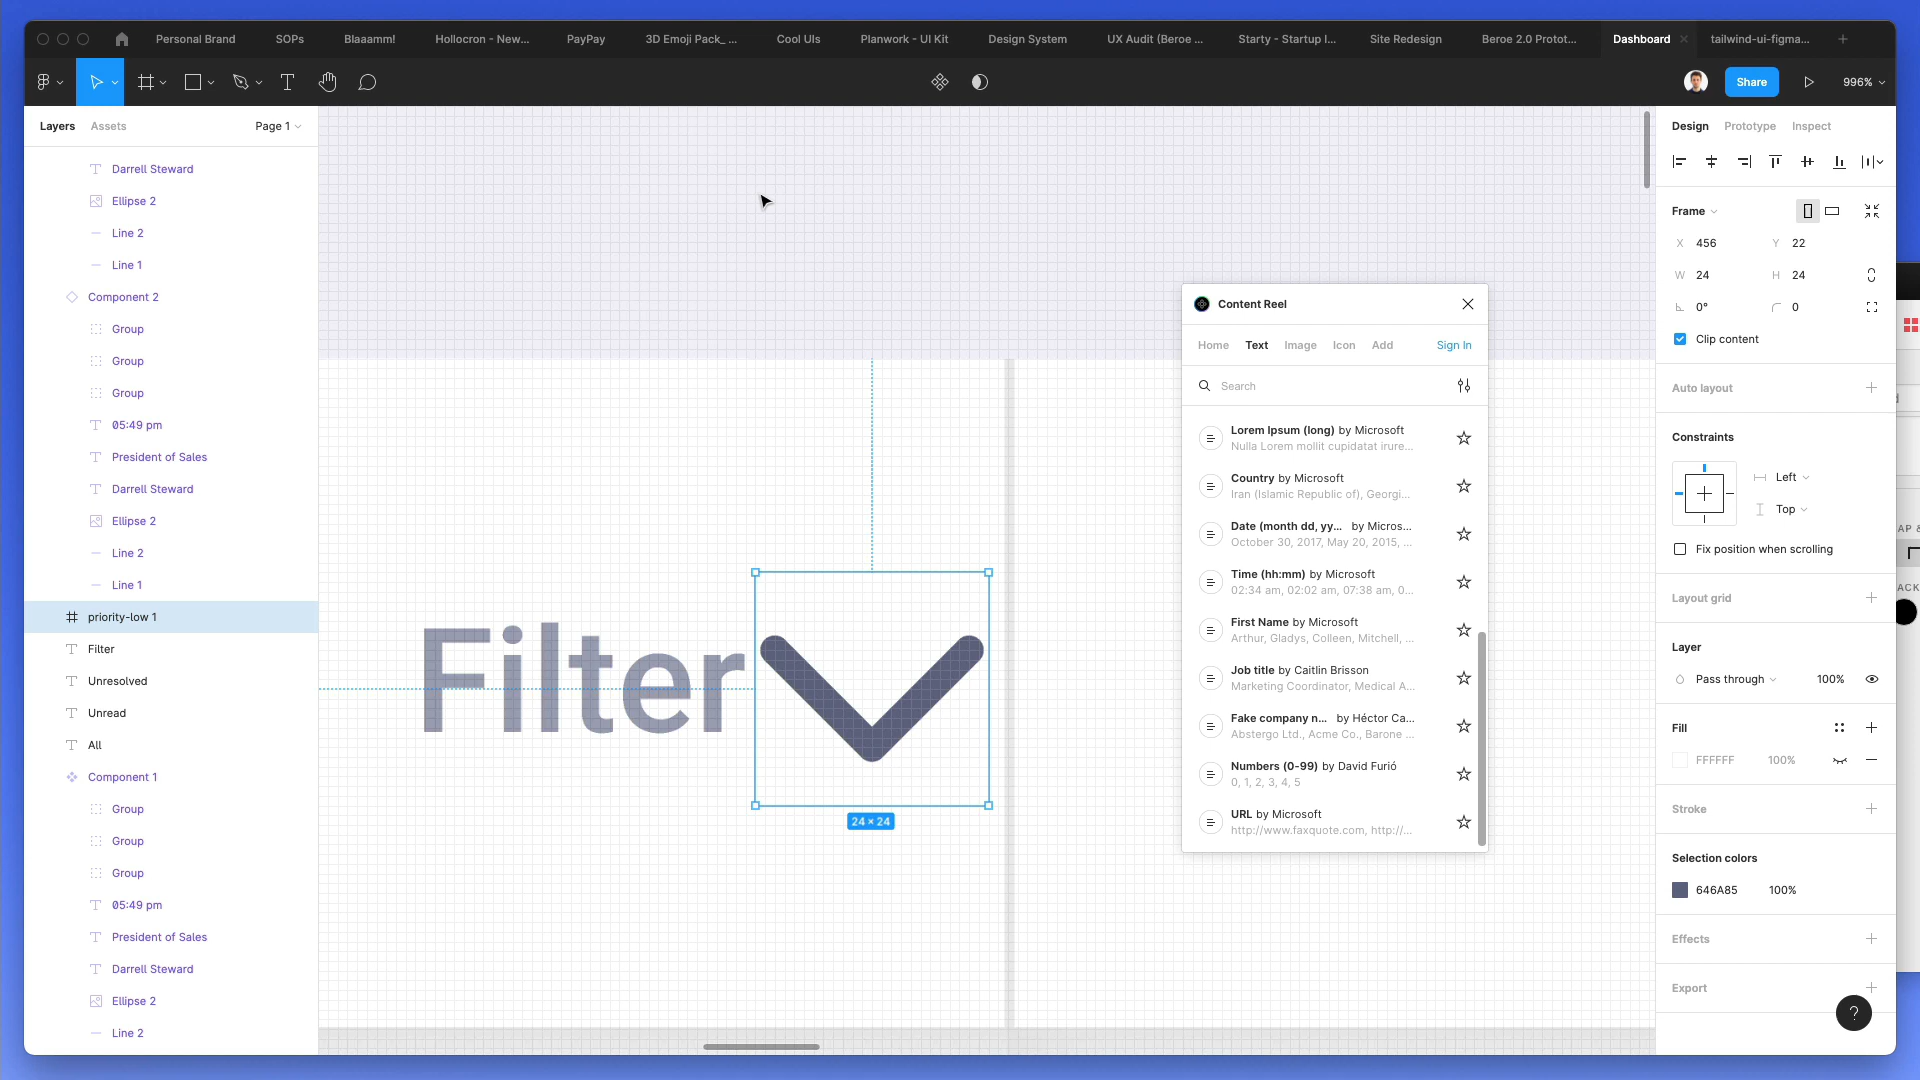 Personal Brand
SOPs
Blaaamm!
Hollocron - New...
PayPay
3D Emoji Pack_ ...
Cool UIs
Planwork - UI Kit
Design System
UX Audit (Beroe ...
Starty - Startup I...
Site Redesign
Beroe 2.0 Protot...
Dashboard
tailwind-ui-figma...
Share
996%
Layers
Assets
Page 1
Darrell Steward
Ellipse 2
Line 2
Line 1
Component 2
Group
Group
Group
05:49 pm
President of Sales
Darrell Steward
Ellipse 2
Line 2
Line 1
priority-low 1
Filter
Unresolved
Unread
All
Component 1
Group
Group
Group
05:49 pm
President of Sales
Darrell Steward
Ellipse 2
Line 2
Filter
24 × 24
Content Reel
Home
Text
Image
Icon
Add
Sign In
Search
Lorem Ipsum (long) by Microsoft
Nulla Lorem mollit cupidatat irure...
Country by Microsoft
Iran (Islamic Republic of), Georgi...
Date (month dd, yy... by Micros...
October 30, 2017, May 20, 2015, ...
Time (hh:mm) by Microsoft
02:34 am, 02:02 am, 07:38 am, 0...
First Name by Microsoft
Arthur, Gladys, Colleen, Mitchell, ...
Job title by Caitlin Brisson
Marketing Coordinator, Medical A...
Fake company n... by Héctor Ca...
Abstergo Ltd., Acme Co., Barone ...
Numbers (0-99) by David Furió
0, 1, 2, 3, 4, 5
URL by Microsoft
http://www.faxquote.com, http://...
Design
Prototype
Inspect
Frame
X 456
Y 22
W 24
H 24
0°
0
Clip content
Auto layout
Constraints
Left
Top
Fix position when scrolling
Layout grid
Layer
Pass through
100%
Fill
FFFFFF
100%
Stroke
Selection colors
646A85
100%
Effects
Export
?